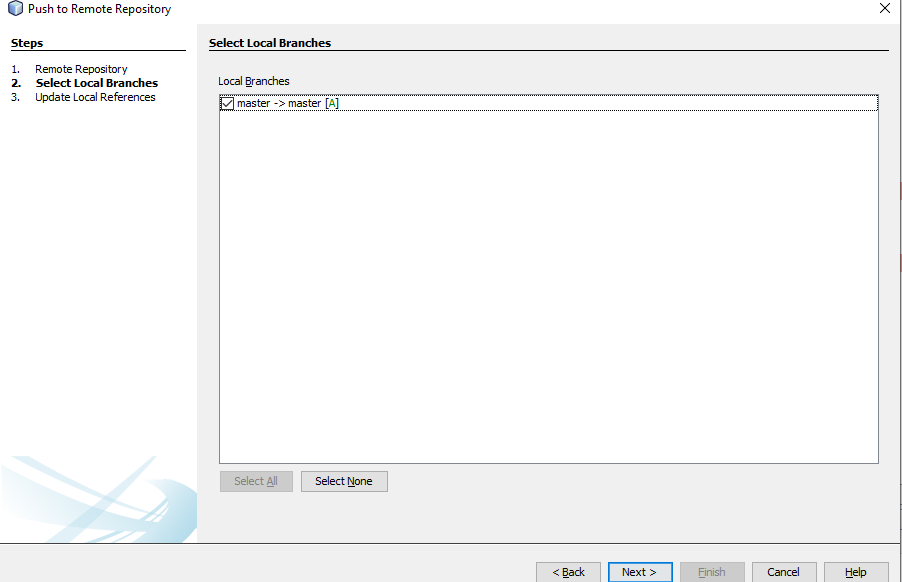 Push to Remote Repository
Steps
1. Remote Repository
2. Select Local Branches
3. Update Local References
Select Local Branches
Local Branches
master -> master [A]
Select All
Select None
< Back
Next >
Finish
Cancel
Help